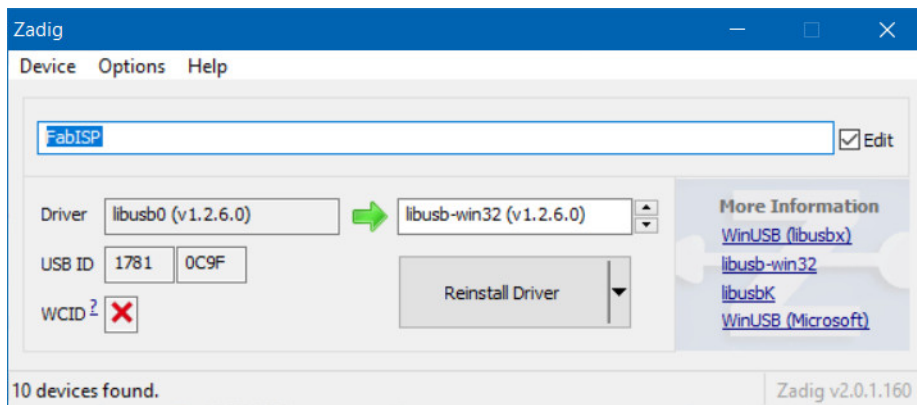 Zadig
Device Options Help
FabISP Edit
Driver libusb0 (v1.2.6.0) libusb-win32 (v1.2.6.0)
USB ID 1781 0C9F
WCID ?
Reinstall Driver
More Information
WinUSB (libusbx)
libusb-win32
libusbK
WinUSB (Microsoft)
10 devices found. Zadig v2.0.1.160